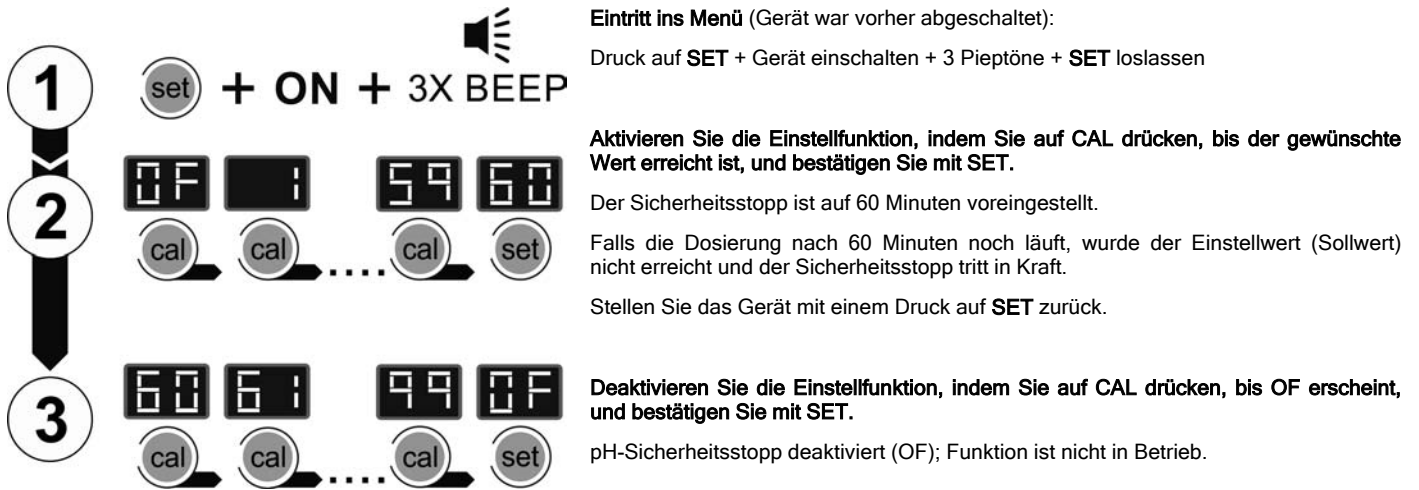 Eintritt ins Menü (Gerät war vorher abgeschaltet):
1
set + ON + 3X BEEP
Druck auf SET + Gerät einschalten + 3 Pieptöne + SET loslassen
2
0F 1 59 60
cal cal .... cal set
Aktivieren Sie die Einstellfunktion, indem Sie auf CAL drücken, bis der gewünschte
Wert erreicht ist, und bestätigen Sie mit SET.
Der Sicherheitsstopp ist auf 60 Minuten voreingestellt.
Falls die Dosierung nach 60 Minuten noch läuft, wurde der Einstellwert (Sollwert)
nicht erreicht und der Sicherheitsstopp tritt in Kraft.
Stellen Sie das Gerät mit einem Druck auf SET zurück.
3
60 61 99 0F
cal cal .... cal set
Deaktivieren Sie die Einstellfunktion, indem Sie auf CAL drücken, bis OF erscheint,
und bestätigen Sie mit SET.
pH-Sicherheitsstopp deaktiviert (OF); Funktion ist nicht in Betrieb.